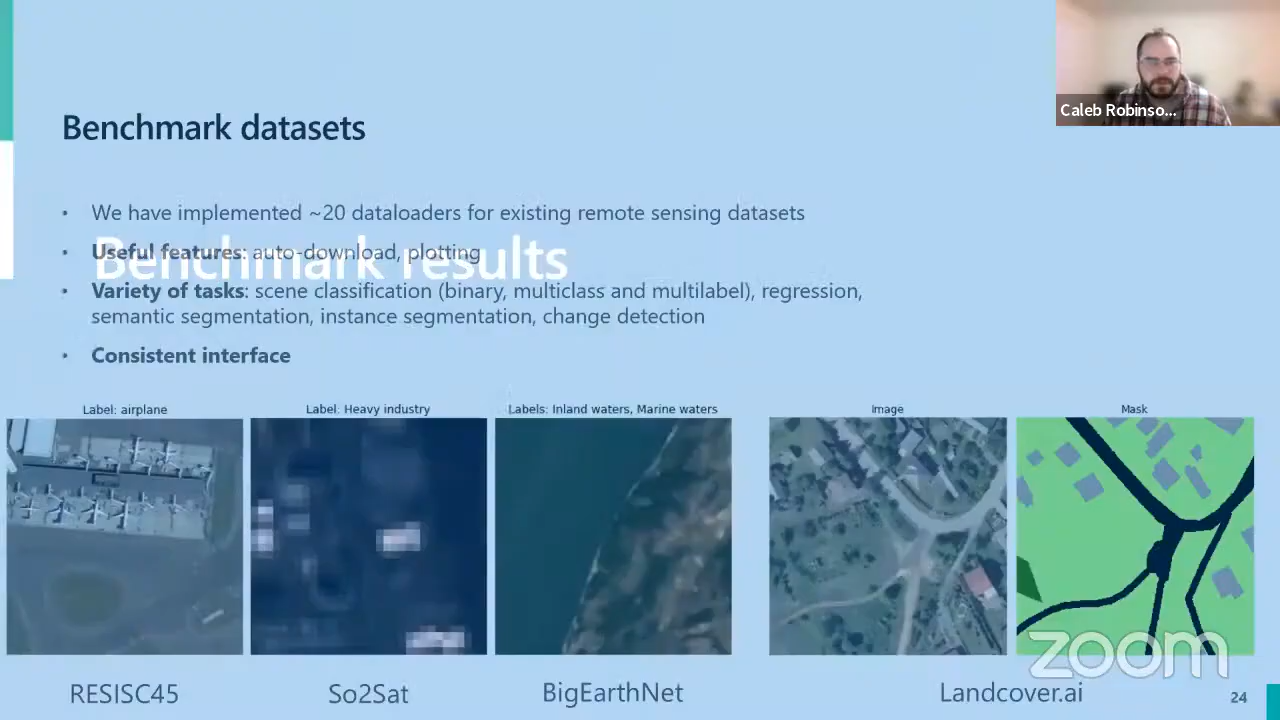 Caleb Robinso...
Benchmark datasets
• We have implemented ~20 dataloaders for existing remote sensing datasets
• Useful features: auto-download, plotting
Benchmark results
• Variety of tasks: scene classification (binary, multiclass and multilabel), regression,
semantic segmentation, instance segmentation, change detection
• Consistent interface
Label: airplane
Label: Heavy industry
Labels: Inland waters, Marine waters
Image
Mask
zoom
RESISC45
So2Sat
BigEarthNet
Landcover.ai
24